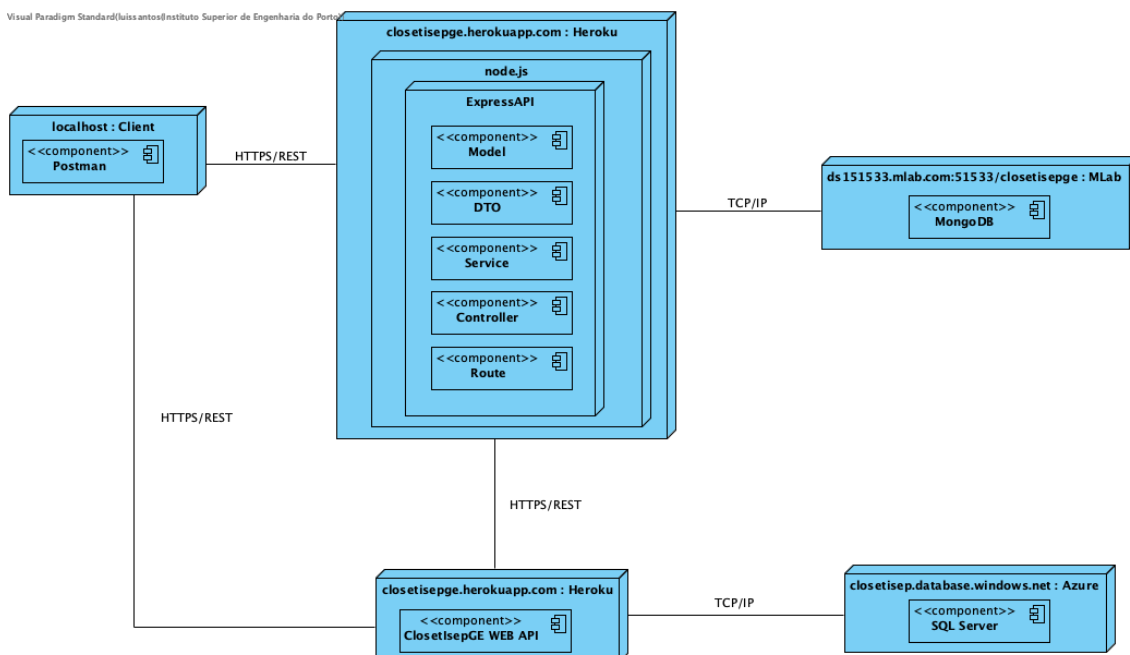 Visual Paradigm Standard(luissantos(Instituto Superior de Engenharia do Porto))
closetisepge.herokuapp.com : Heroku
node.js
ExpressAPI
<<component>>
Model
<<component>>
DTO
<<component>>
Service
<<component>>
Controller
<<component>>
Route
localhost : Client
<<component>>
Postman
HTTPS/REST
TCP/IP
ds151533.mlab.com:51533/closetisepge : MLab
<<component>>
MongoDB
HTTPS/REST
HTTPS/REST
closetisepge.herokuapp.com : Heroku
<<component>>
ClosetIsepGE WEB API
TCP/IP
closetisep.database.windows.net : Azure
<<component>>
SQL Server